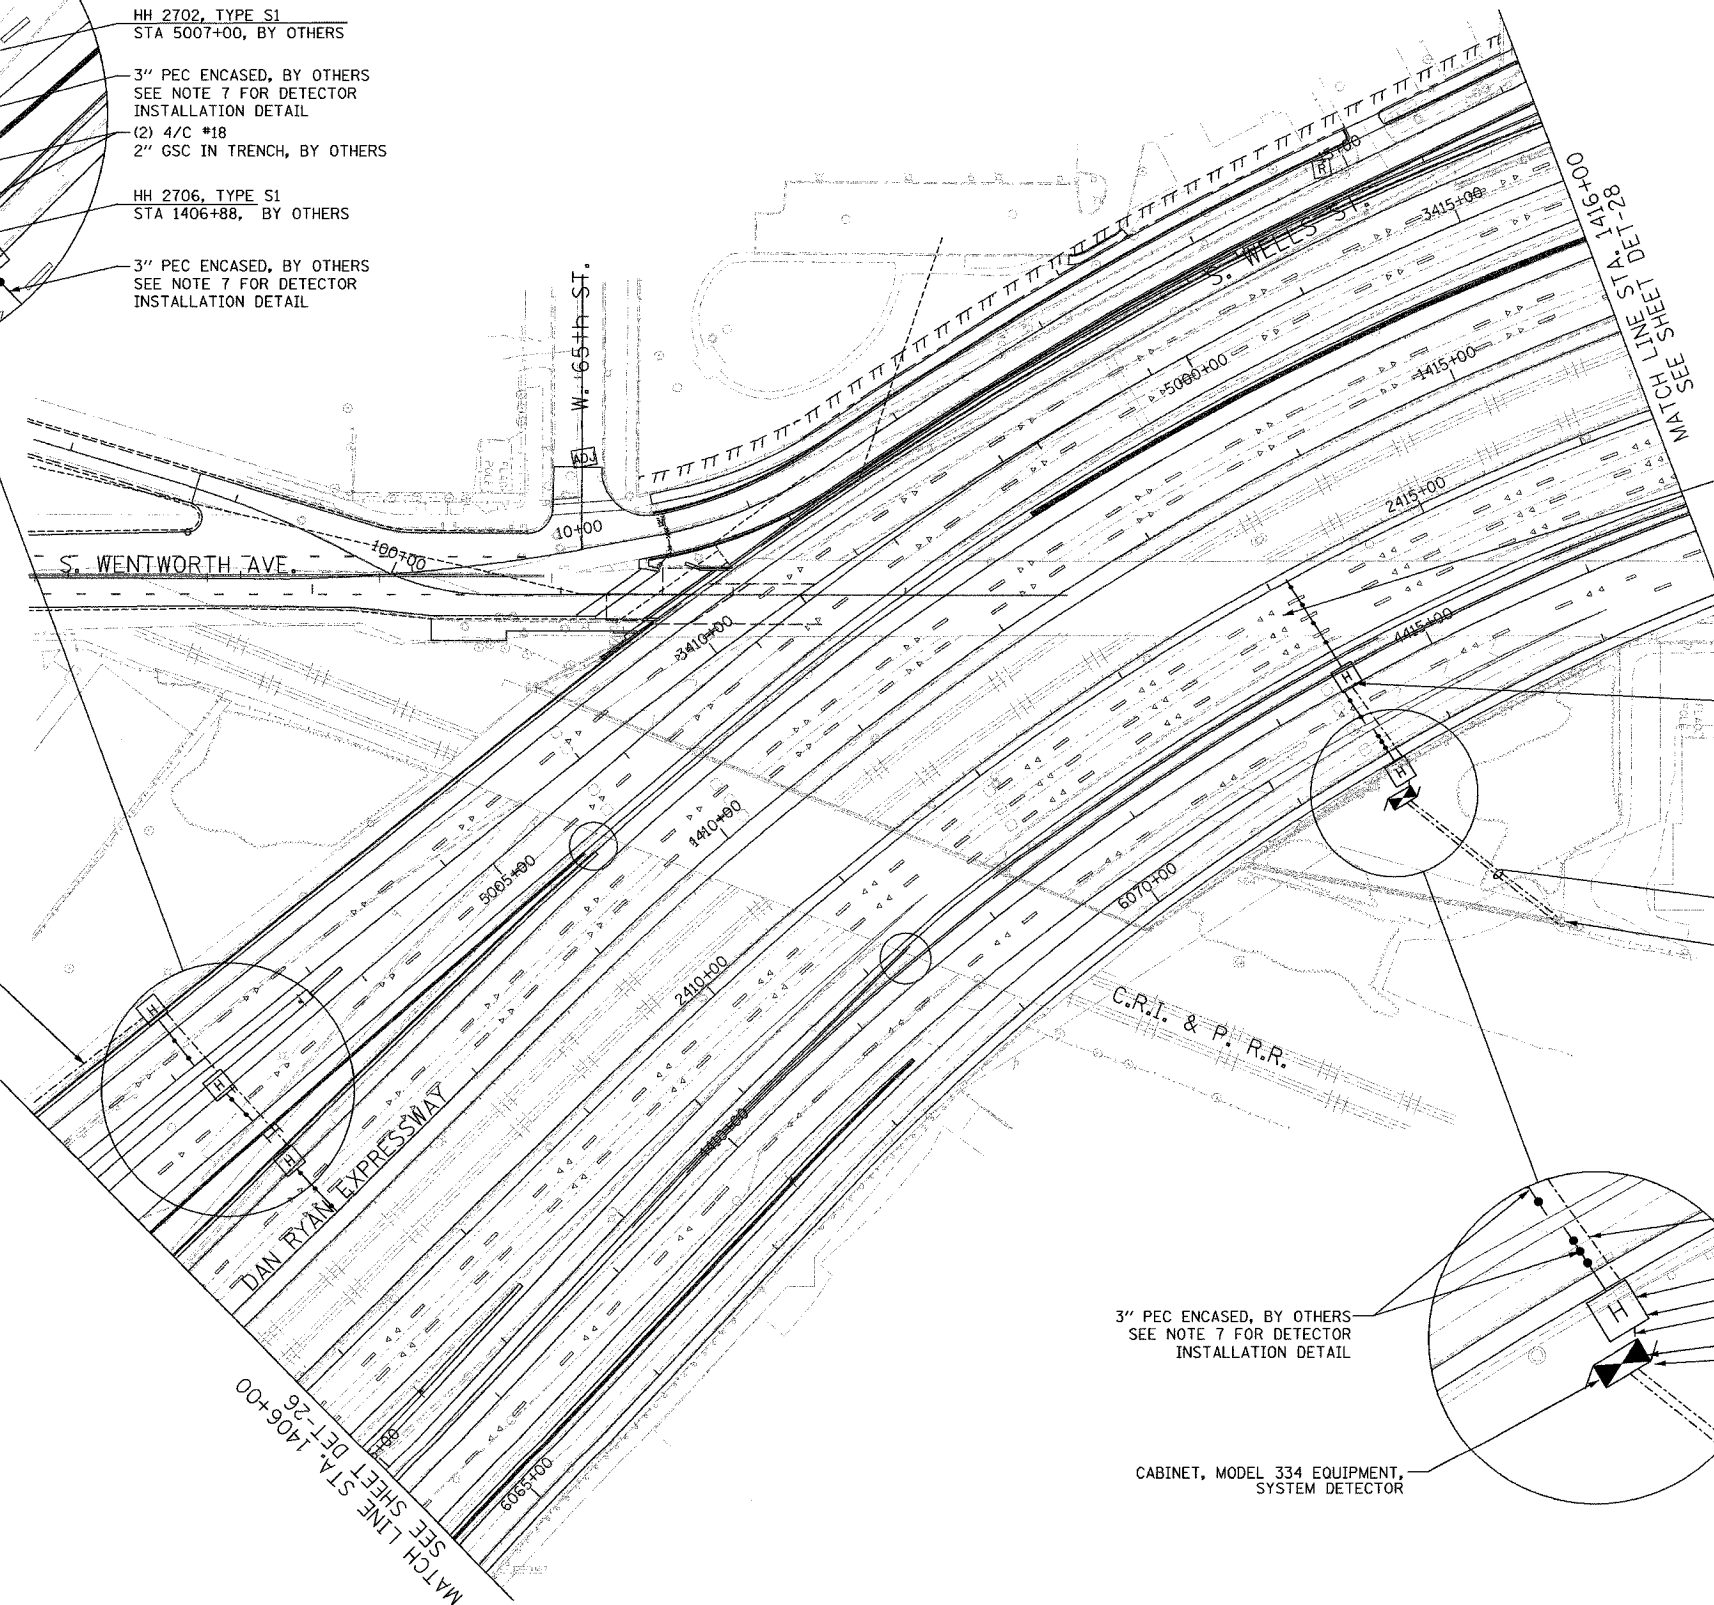 HH 2702, TYPE S1
STA 5007+00, BY OTHERS
3" PEC ENCASED, BY OTHERS
SEE NOTE 7 FOR DETECTOR
INSTALLATION DETAIL
(2) 4/C #18
2" GSC IN TRENCH, BY OTHERS
HH 2706, TYPE S1
STA 1406+88, BY OTHERS
3" PEC ENCASED, BY OTHERS
SEE NOTE 7 FOR DETECTOR
INSTALLATION DETAIL
W. 65th ST.
ADJ
R
S. WELLS ST.
3415+00
MATCH LINE STA. 1416+00
SEE SHEET DET-28
5000+00
1415+00
2415+00
10+00
100+00
S. WENTWORTH AVE.
3410+00
4415+00
H
H
1410+00
5005+00
6070+00
2410+00
C.R.I. & P. R.R.
H
H
H
DAN RYAN EXPRESSWAY
MATCH LINE STA. 1406+00
SEE SHEET DET-26
6065+00
H
3" PEC ENCASED, BY OTHERS
SEE NOTE 7 FOR DETECTOR
INSTALLATION DETAIL
CABINET, MODEL 334 EQUIPMENT,
SYSTEM DETECTOR